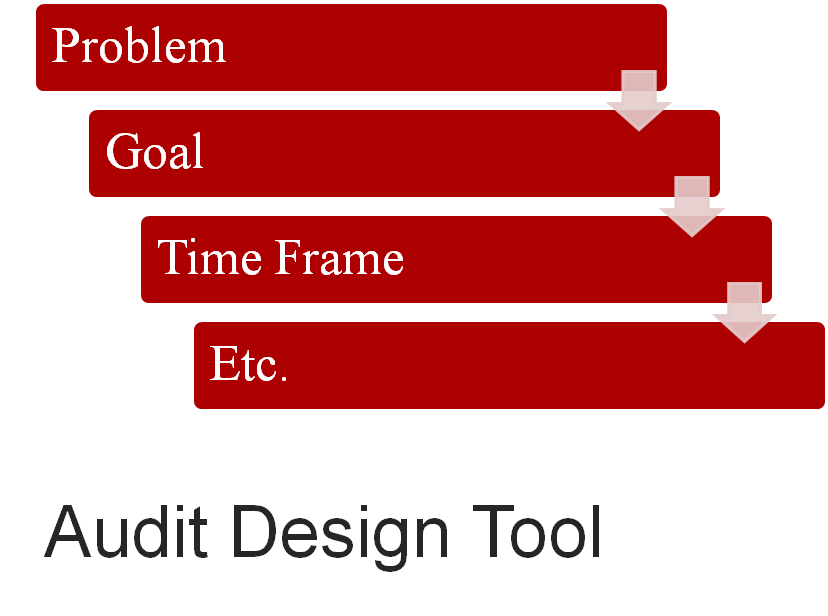 Problem
Goal
Time Frame
Etc.
Audit Design Tool